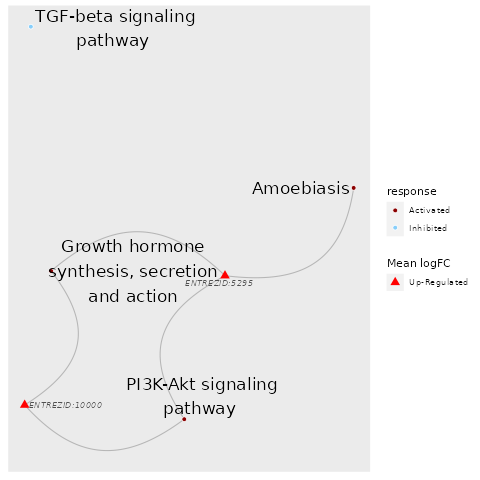 TGF-beta signaling
pathway
Amoebiasis
Growth hormone
synthesis, secretion
and action
ENTREZID:5295
PI3K-Akt signaling
pathway
ENTREZID:10000
response
Activated
Inhibited
Mean logFC
Up-Regulated